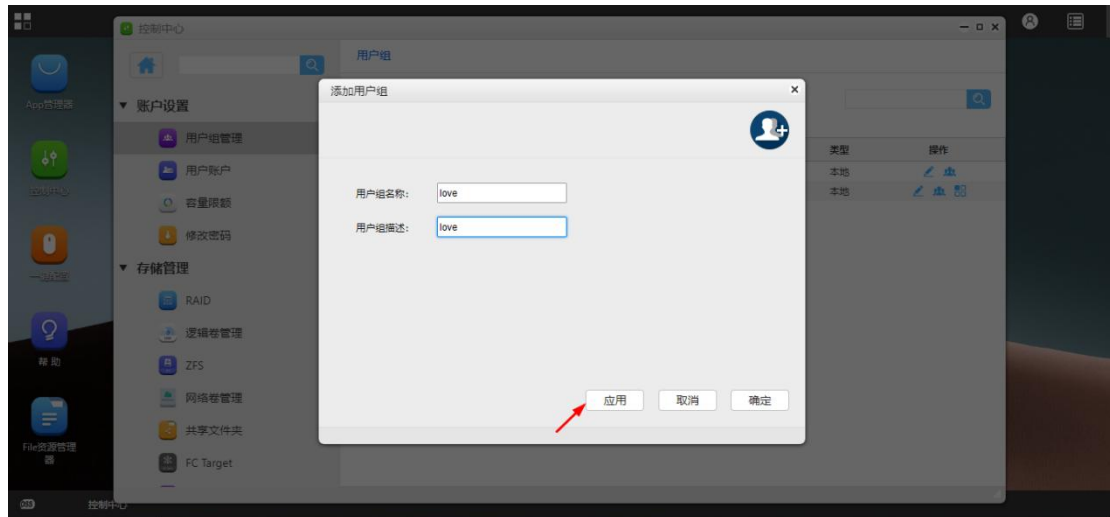 控制中心
用户组
App管理器
账户设置
添加用户组
用户组管理
类型
操作
控制中心
用户账户
本地
容量限额
用户组名称:
love
本地
修改密码
用户组描述:
love
存储管理
RAID
逻辑卷管理
帮 助
ZFS
网络卷管理
应用
取消
确定
共享文件夹
File资源管理
器
FC Target
控制中心